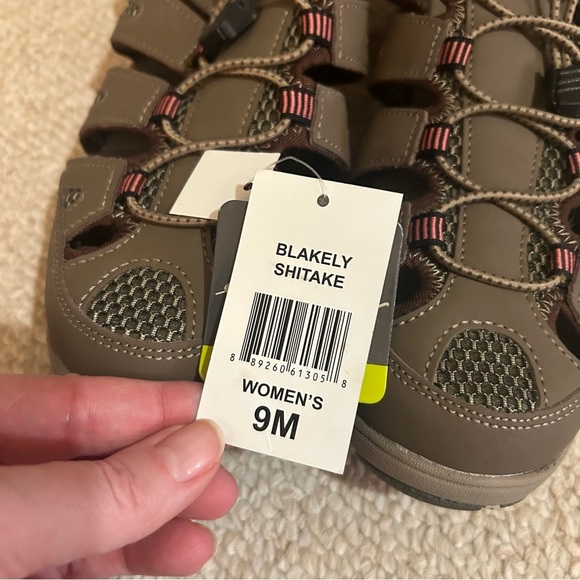 BLAKELY
SHITAKE
8 89260 61305 8
WOMEN'S
9M